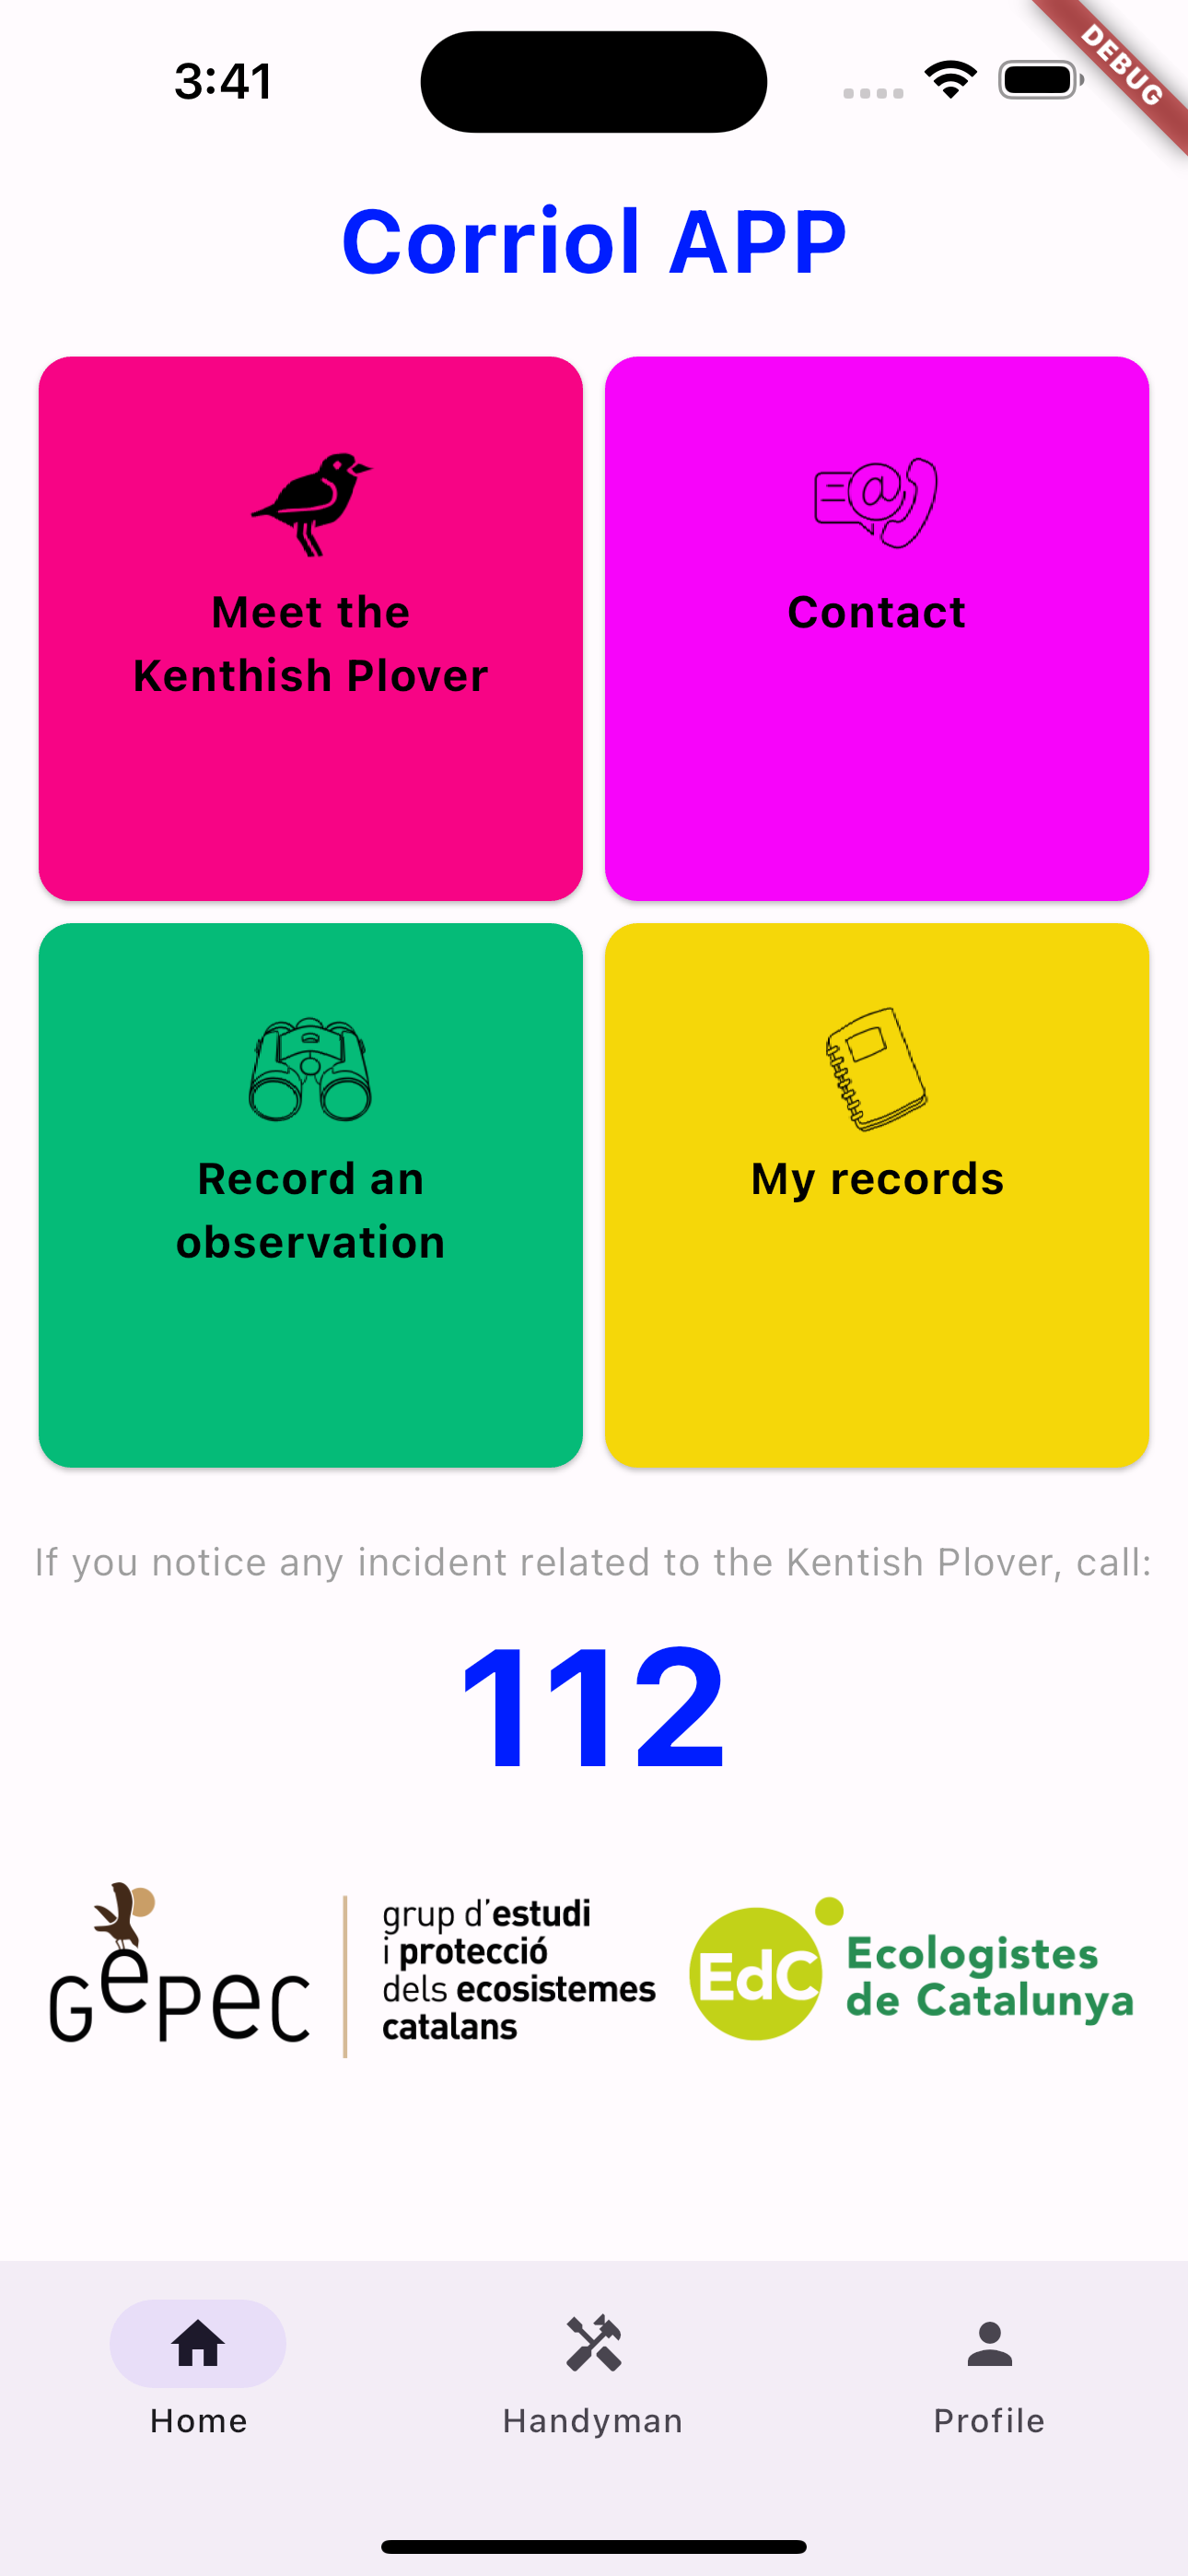 3:41
DEBUG
Corriol APP
Meet the
Kenthish Plover
Contact
Record an
observation
My records
If you notice any incident related to the Kentish Plover, call:
112
GePEC
grup d'estudi
i protecció
dels ecosistemes
catalans
EdC
Ecologistes
de Catalunya
Home
Handyman
Profile